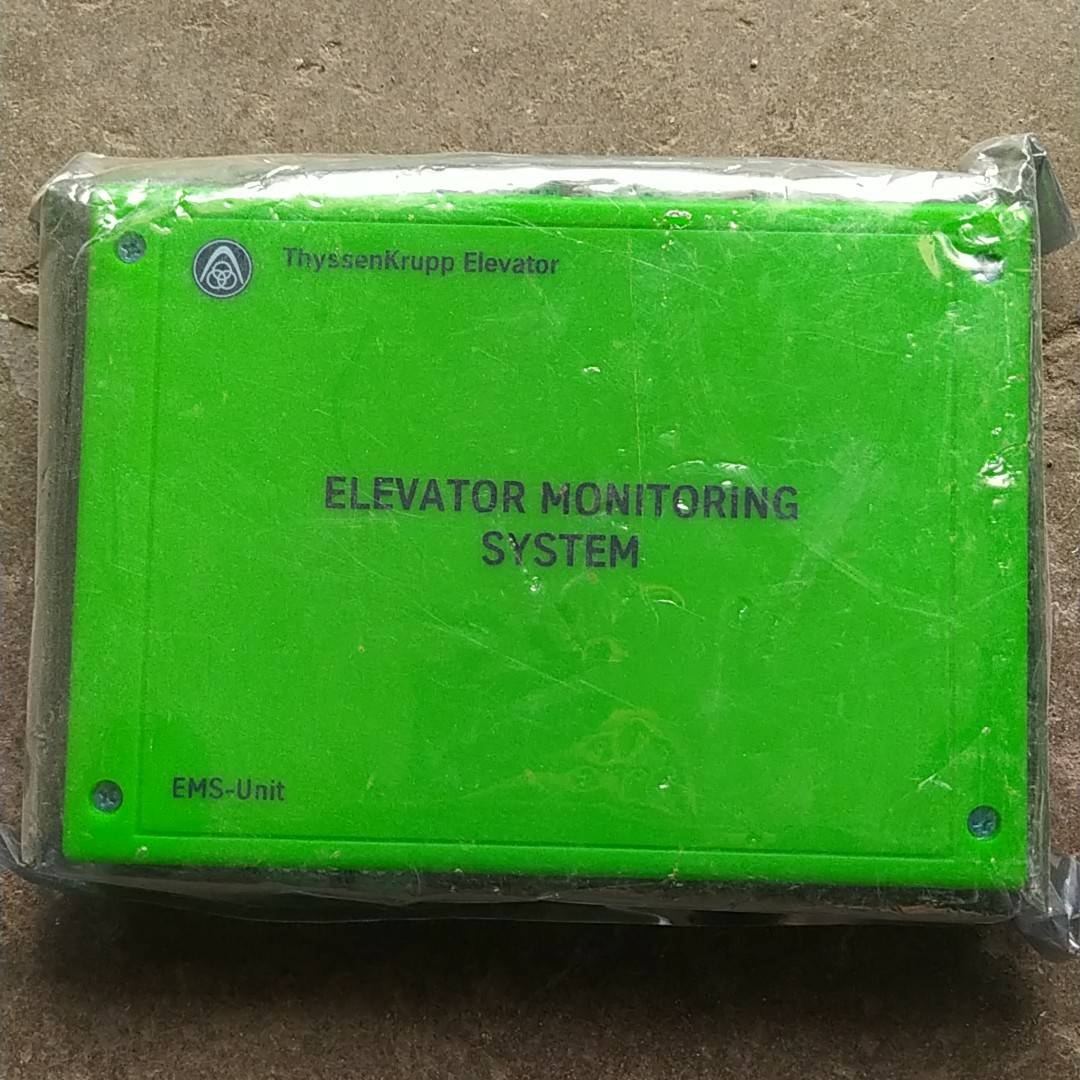 ThyssenKrupp Elevator
ELEVATOR MONITORING
SYSTEM
EMS-Unit